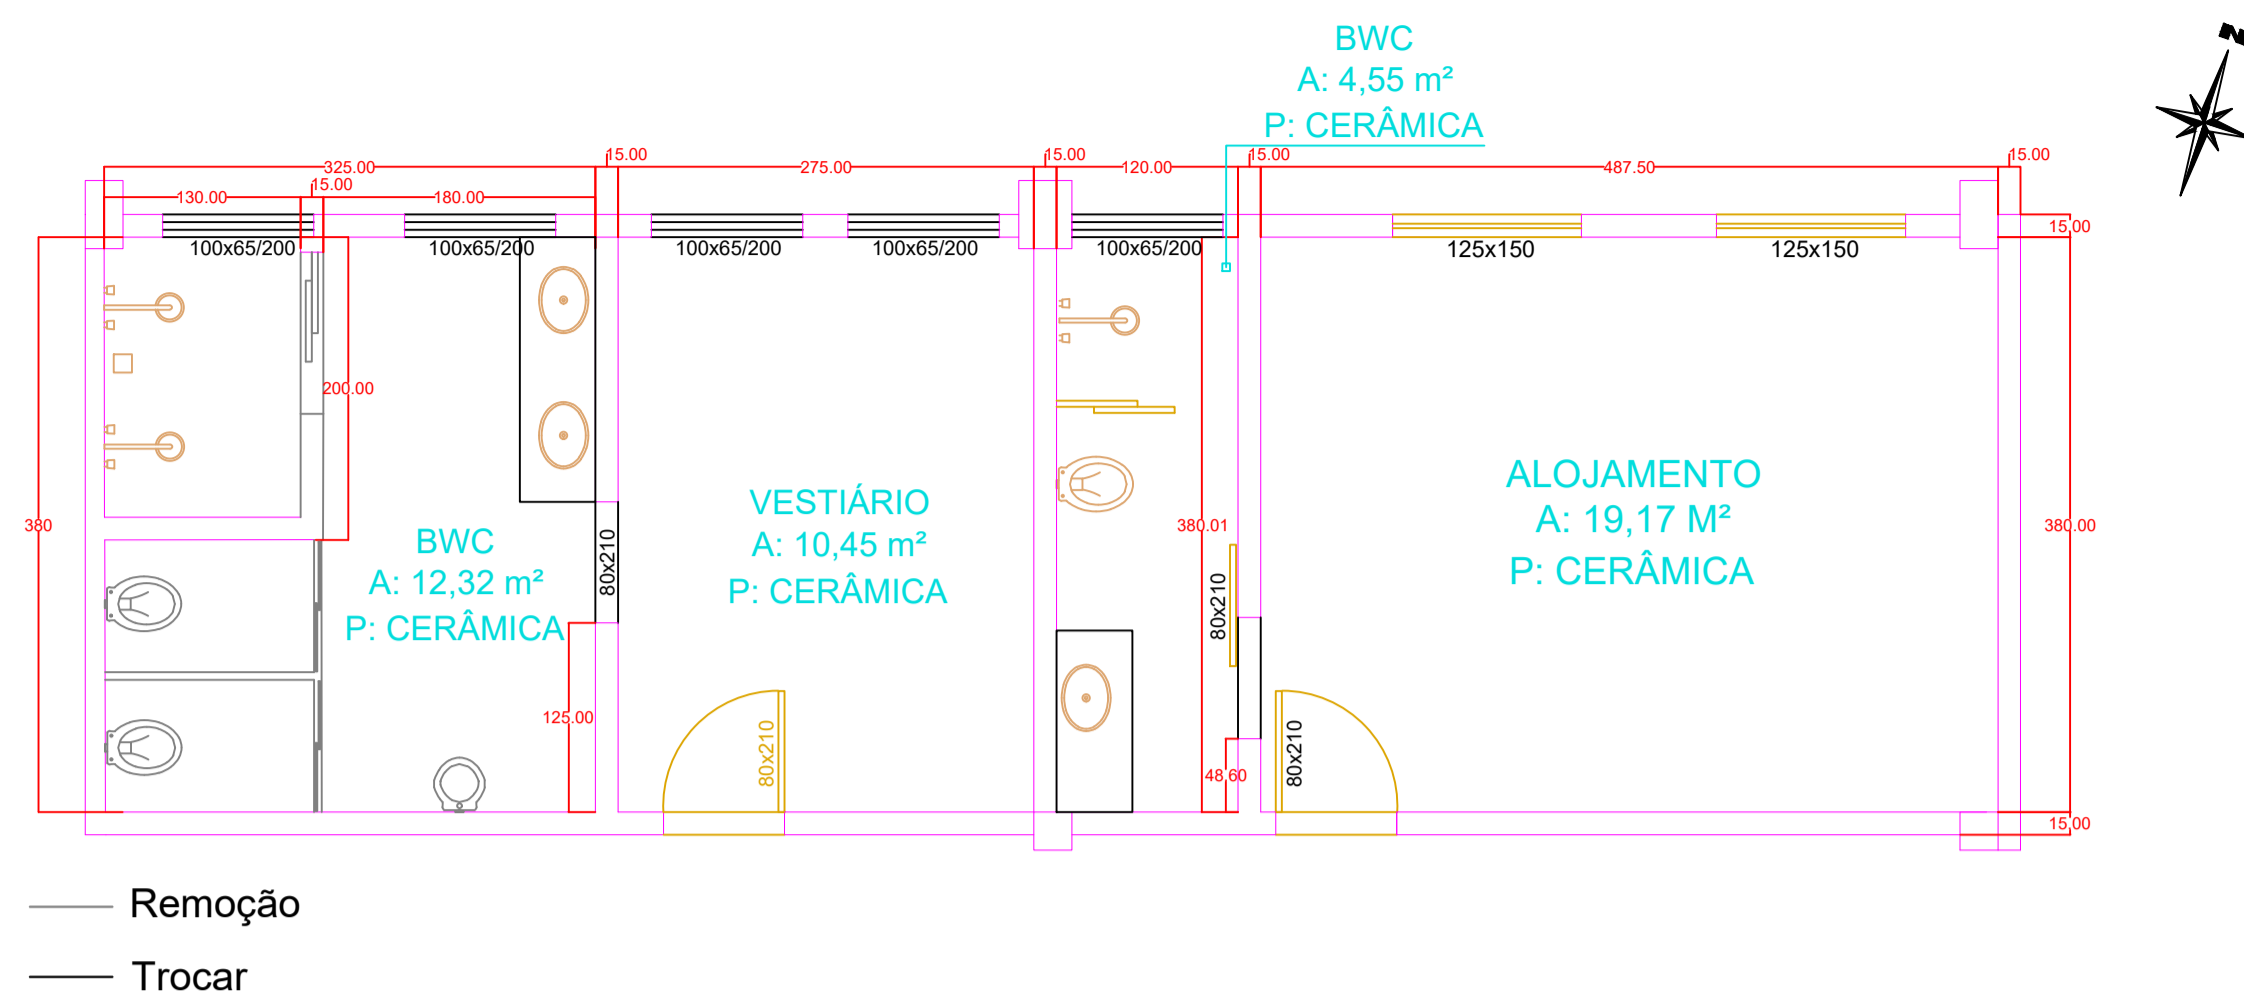 BWC
A: 4,55 m²
P: CERÂMICA
N
325.00
15.00
275.00
15.00
120.00
15.00
487.50
15.00
130.00
15.00
180.00
15.00
100x65/200
100x65/200
100x65/200
100x65/200
100x65/200
125x150
125x150
200.00
380
BWC
A: 12,32 m²
P: CERÂMICA
80x210
125.00
VESTIÁRIO
A: 10,45 m²
P: CERÂMICA
80x210
380.01
80x210
48.60
80x210
ALOJAMENTO
A: 19,17 M²
P: CERÂMICA
380.00
15.00
Remoção
Trocar